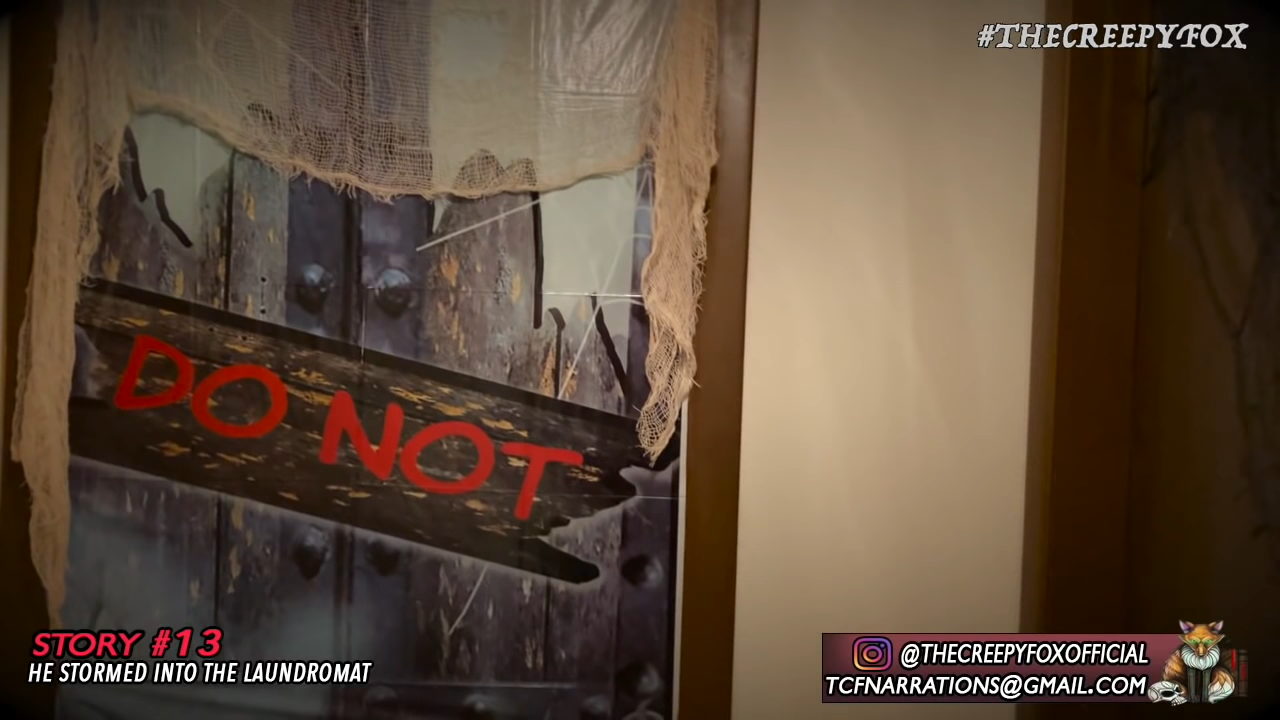 #THECREEPYFOX
DO NOT
STORY #13
HE STORMED INTO THE LAUNDROMAT
@THECREEPYFOXOFFICIAL
TCFNARRATIONS@GMAIL.COM